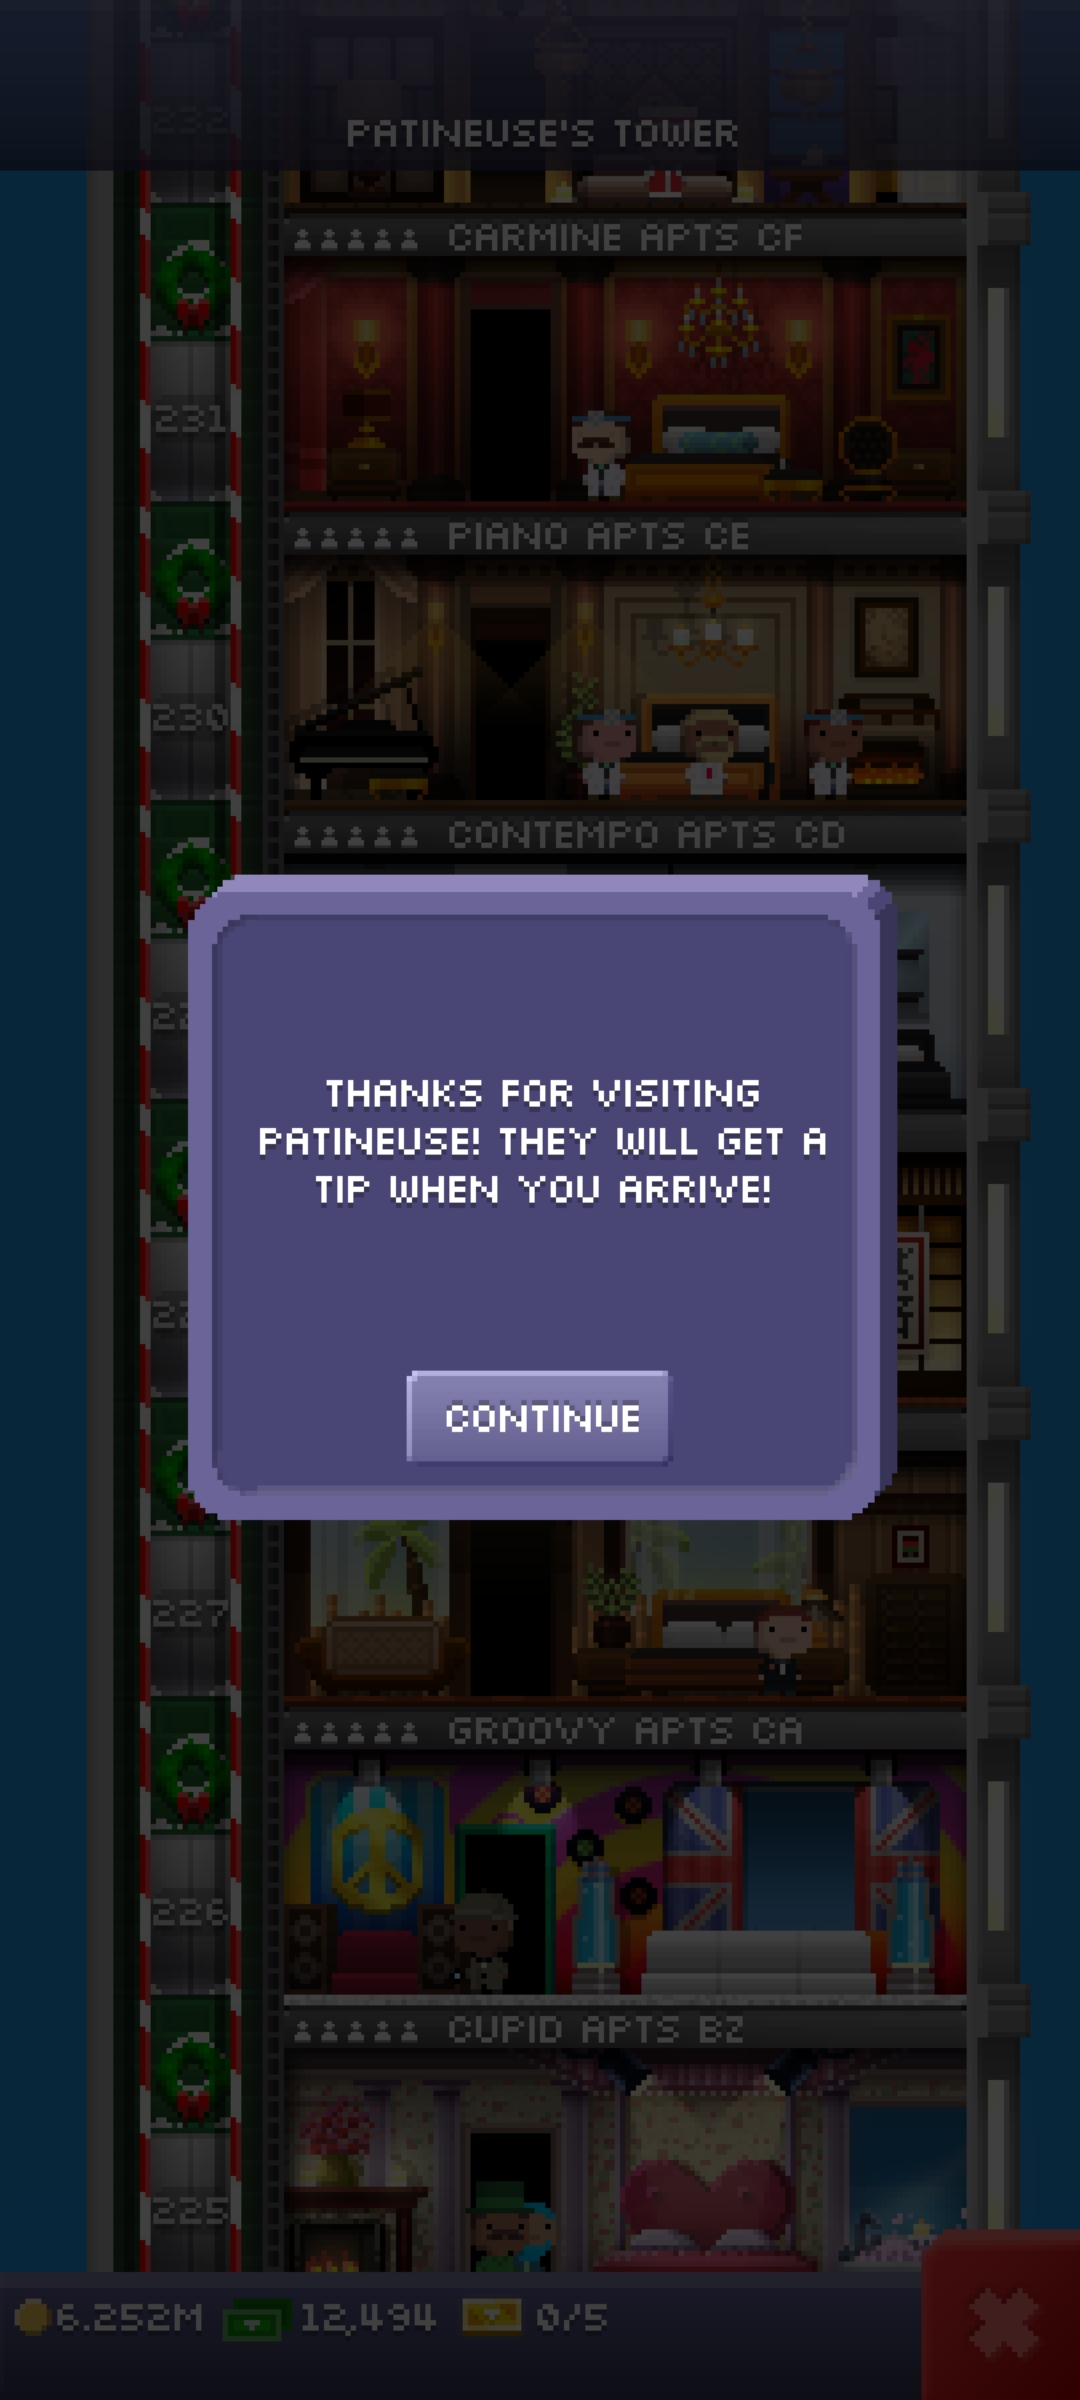 232
PATINEUSE'S TOWER
CARMINE APTS CF
231
PIANO APTS CE
230
CONTEMPO APTS CD
THANKS FOR VISITING
PATINEUSE! THEY WILL GET A
TIP WHEN YOU ARRIVE!
CONTINUE
227
GROOVY APTS CA
226
CUPID APTS BZ
225
6.252M
12,494
0/5